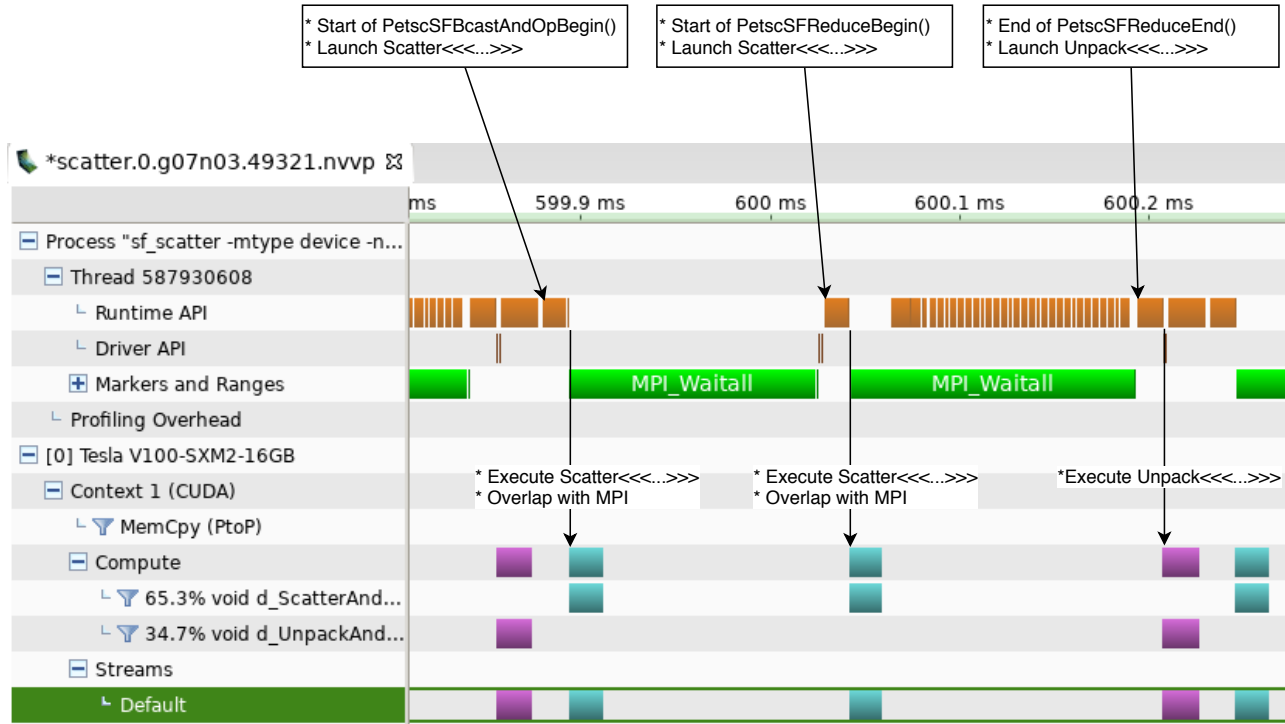 * Start of PetscSFBcastAndOpBegin()
* Launch Scatter<<<...>>>
* Start of PetscSFReduceBegin()
* Launch Scatter<<<...>>>
* End of PetscSFReduceEnd()
* Launch Unpack<<<...>>>
*scatter.0.g07n03.49321.nvvp
ms 599.9 ms 600 ms 600.1 ms 600.2 ms
Process "sf_scatter -mtype device -n...
Thread 587930608
Runtime API
Driver API
Markers and Ranges MPI_Waitall MPI_Waitall
Profiling Overhead
[0] Tesla V100-SXM2-16GB
* Execute Scatter<<<...>>>
* Overlap with MPI
* Execute Scatter<<<...>>>
* Overlap with MPI
*Execute Unpack<<<...>>>
Context 1 (CUDA)
MemCpy (PtoP)
Compute
65.3% void d_ScatterAnd...
34.7% void d_UnpackAnd...
Streams
Default